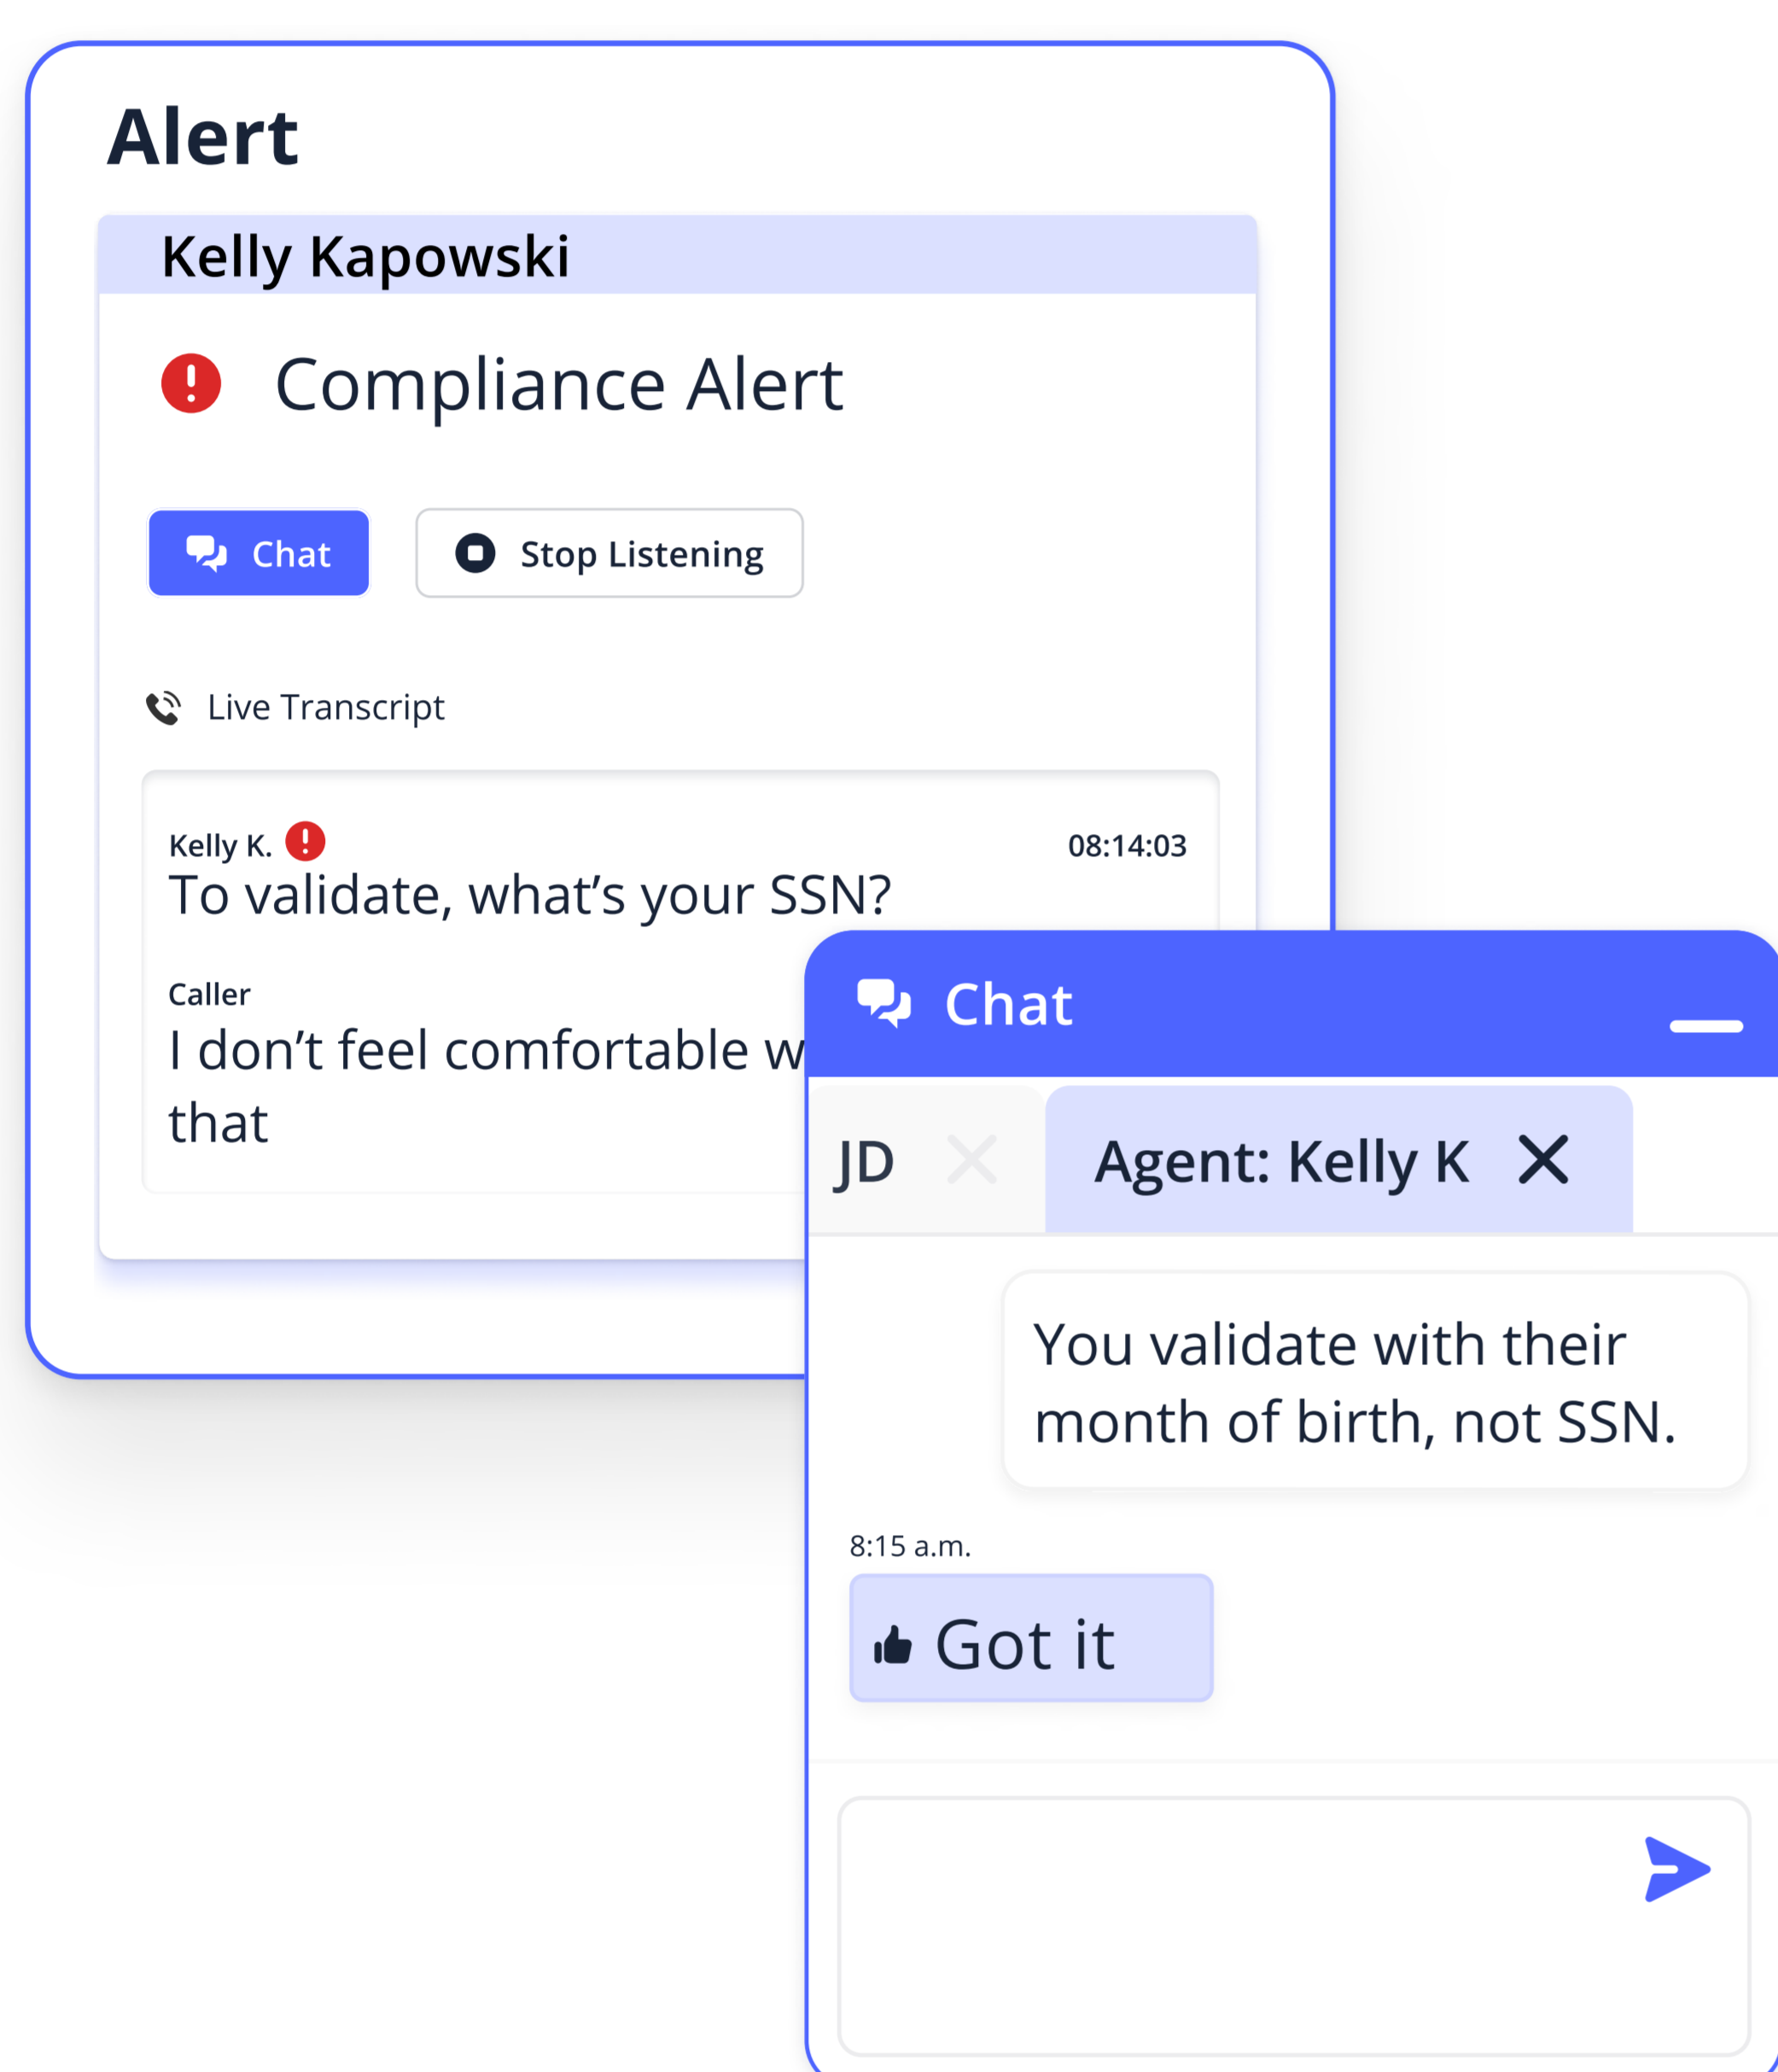 Alert
Kelly Kapowski
Compliance Alert
Chat
Stop Listening
Live Transcript
Kelly K.
08:14:03
To validate, what’s your SSN?
Caller
I don’t feel comfortable
that
Chat
JD
Agent: Kelly K
You validate with their
month of birth, not SSN.
8:15 a.m.
Got it